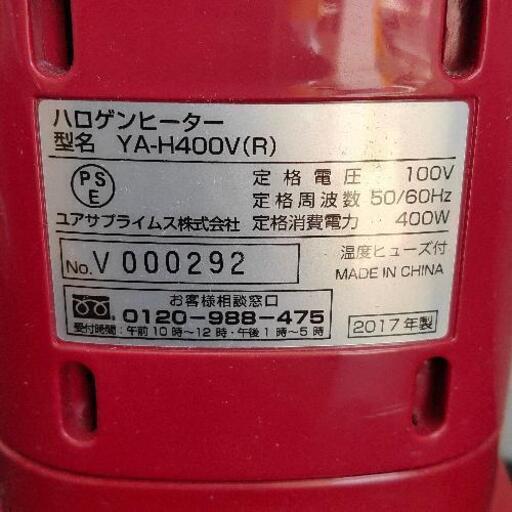 ハロゲンヒーター
型名 YA-H400V(R)
PS
E
定格電圧 100V
定格周波数 50/60Hz
ユアサプライムス株式会社 定格消費電力 400W
No. V 000292
温度ヒューズ付
MADE IN CHINA
お客様相談窓口
0120-988-475
受付時間:午前10時～12時・午後1時～5時
2017年製